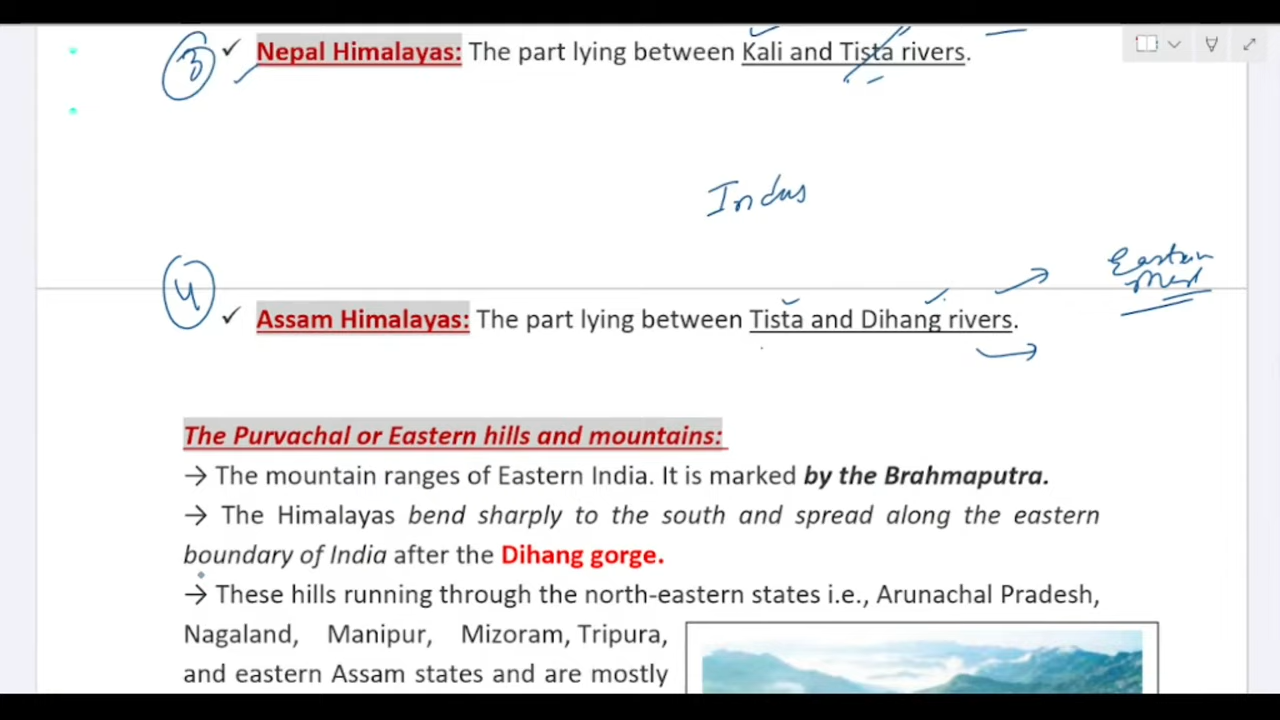 3 ✓ Nepal Himalayas: The part lying between Kali and Tista rivers.
Indus
Eastern
4 ✓ Assam Himalayas: The part lying between Tista and Dihang rivers.
The Purvachal or Eastern hills and mountains:
→ The mountain ranges of Eastern India. It is marked by the Brahmaputra.
→ The Himalayas bend sharply to the south and spread along the eastern
boundary of India after the Dihang gorge.
→ These hills running through the north-eastern states i.e., Arunachal Pradesh,
Nagaland, Manipur, Mizoram, Tripura,
and eastern Assam states and are mostly